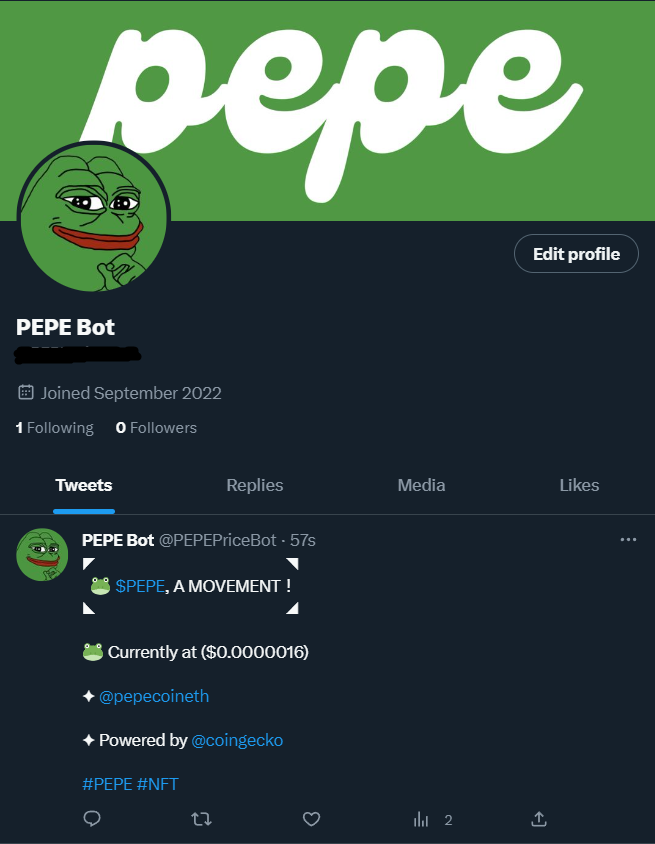 pepe
Edit profile
PEPE Bot
Joined September 2022
1 Following 0 Followers
Tweets Replies Media Likes
PEPE Bot @PEPEPriceBot · 57s
🐸 $PEPE, A MOVEMENT !
🐸 Currently at ($0.0000016)
✦ @pepecoineth
✦ Powered by @coingecko
#PEPE #NFT
2